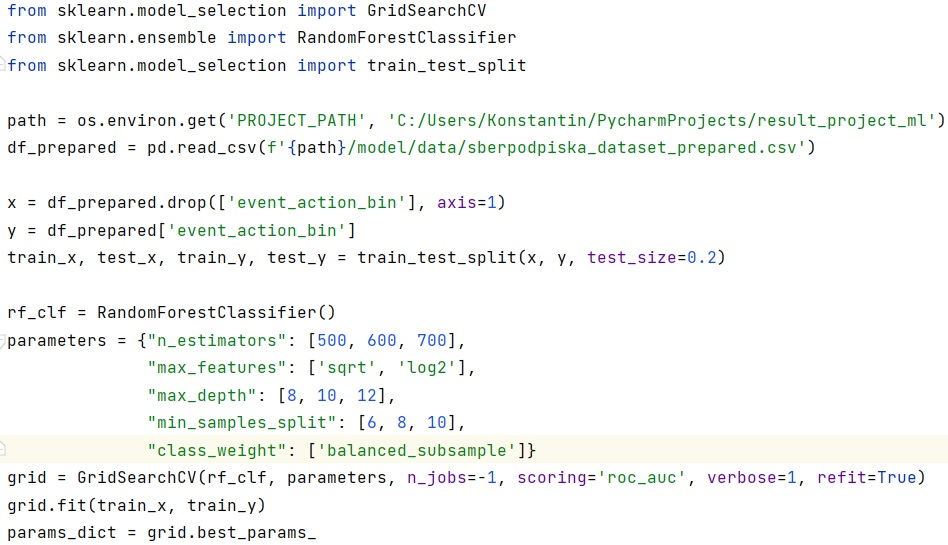 from sklearn.model_selection import GridSearchCV
from sklearn.ensemble import RandomForestClassifier
from sklearn.model_selection import train_test_split

path = os.environ.get('PROJECT_PATH', 'C:/Users/Konstantin/PycharmProjects/result_project_ml')
df_prepared = pd.read_csv(f'{path}/model/data/sberpodpiska_dataset_prepared.csv')

x = df_prepared.drop(['event_action_bin'], axis=1)
y = df_prepared['event_action_bin']
train_x, test_x, train_y, test_y = train_test_split(x, y, test_size=0.2)

rf_clf = RandomForestClassifier()
parameters = {"n_estimators": [500, 600, 700],
              "max_features": ['sqrt', 'log2'],
              "max_depth": [8, 10, 12],
              "min_samples_split": [6, 8, 10],
              "class_weight": ['balanced_subsample']}
grid = GridSearchCV(rf_clf, parameters, n_jobs=-1, scoring='roc_auc', verbose=1, refit=True)
grid.fit(train_x, train_y)
params_dict = grid.best_params_